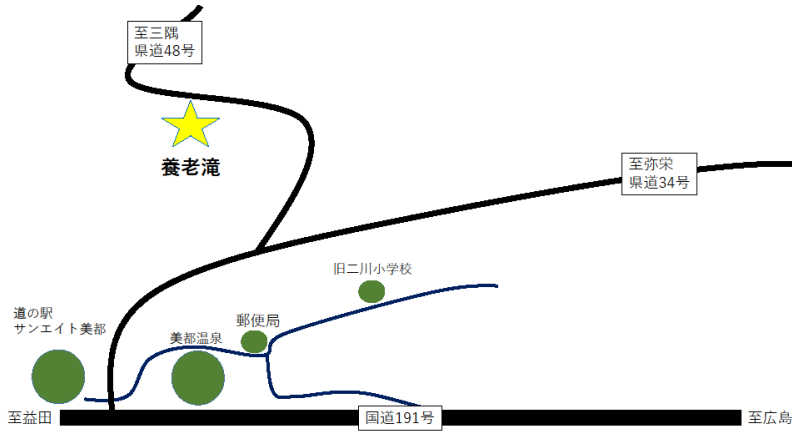 至三隅
県道48号
養老滝
至弥栄
県道34号
旧二川小学校
道の駅
サンエイト美都
郵便局
美都温泉
至益田
国道191号
至広島